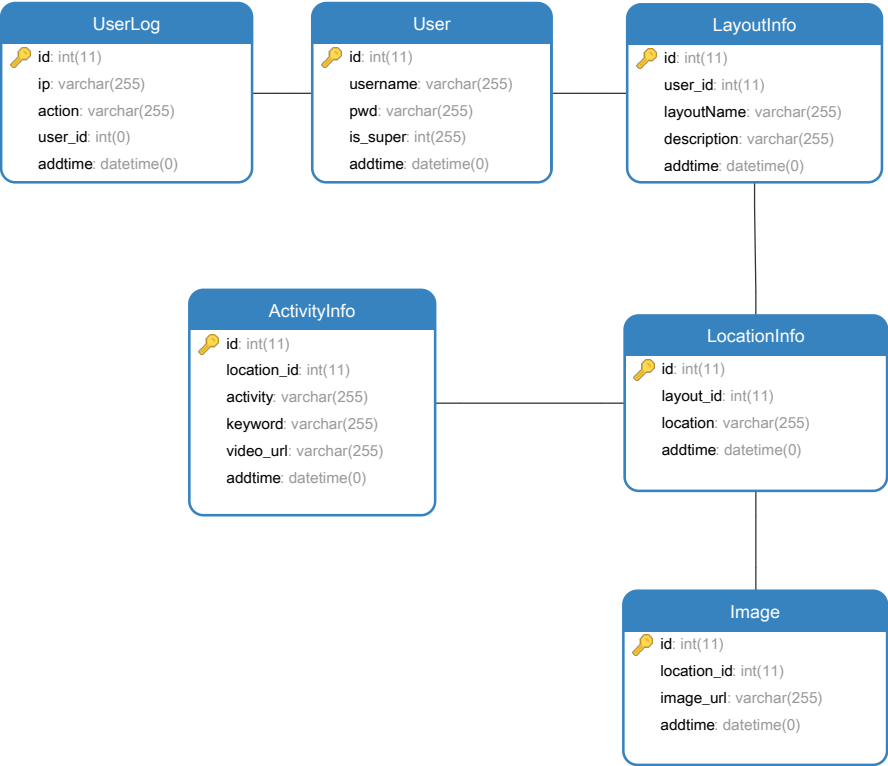 UserLog
id: int(11)
ip: varchar(255)
action: varchar(255)
user_id: int(0)
addtime: datetime(0)
User
id: int(11)
username: varchar(255)
pwd: varchar(255)
is_super: int(255)
addtime: datetime(0)
LayoutInfo
id: int(11)
user_id: int(11)
layoutName: varchar(255)
description: varchar(255)
addtime: datetime(0)
ActivityInfo
id: int(11)
location_id: int(11)
activity: varchar(255)
keyword: varchar(255)
video_url: varchar(255)
addtime: datetime(0)
LocationInfo
id: int(11)
layout_id: int(11)
location: varchar(255)
addtime: datetime(0)
Image
id: int(11)
location_id: int(11)
image_url: varchar(255)
addtime: datetime(0)